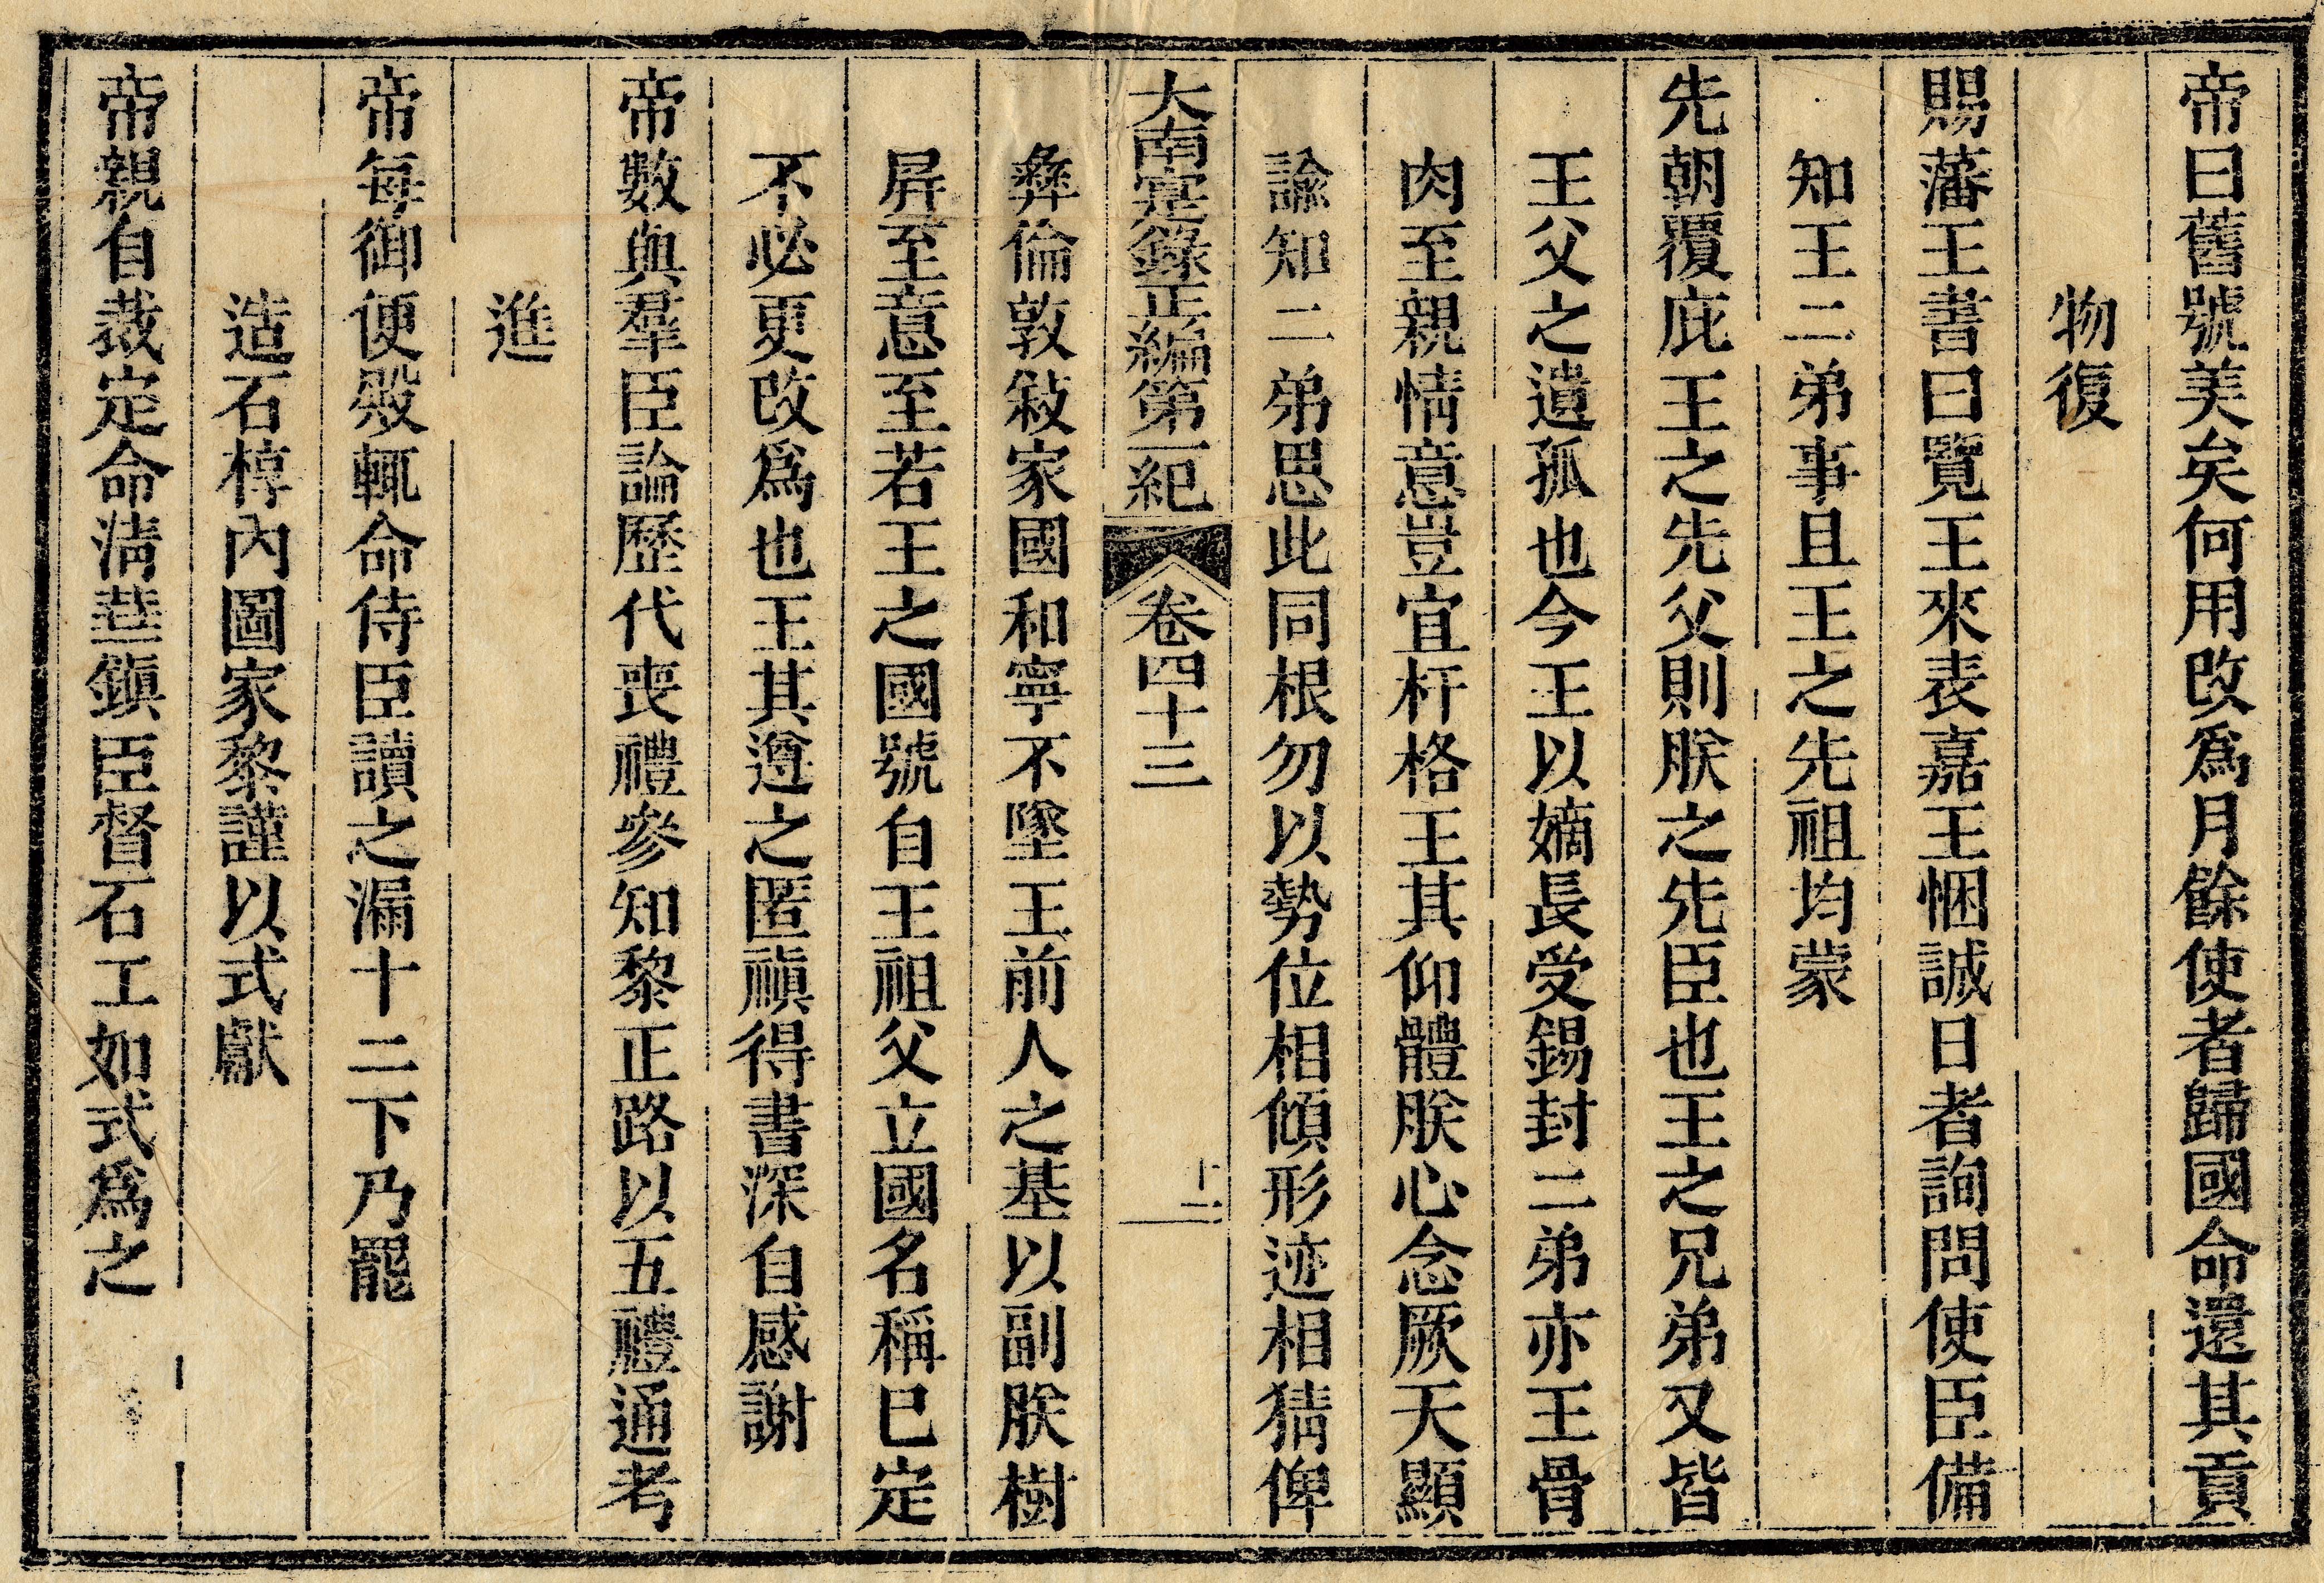 帝曰舊號美矣何用改爲月餘使者歸國命還其貢
物復
賜藩王書曰覽王來表嘉王悃誠日者詢問使臣備
知王二弟事且王之先祖均蒙
先朝覆庇王之先父則朕之先臣也王之兄弟又皆
王父之遺孤也今王以嫡長受錫封二弟亦王骨
肉至親情意豈宜杆格王其仰體朕心念厥天顯
諭知二弟思此同根勿以勢位相傾形迹相猜俾
大南寔錄正編第一紀 卷四十三 十二
彝倫敦敍家國和寧不墜王前人之基以副朕樹
屛至意至若王之國號自王祖父立國名稱已定
不必更改爲也王其遵之匿禛得書深自感謝
帝數與羣臣論歷代喪禮參知黎正路以五禮通考
進
帝每御便殿輒命侍臣讀之漏十二下乃罷
造石椁內圖家黎謹以式獻
帝親自裁定命淸葩鎭臣督石工如式爲之